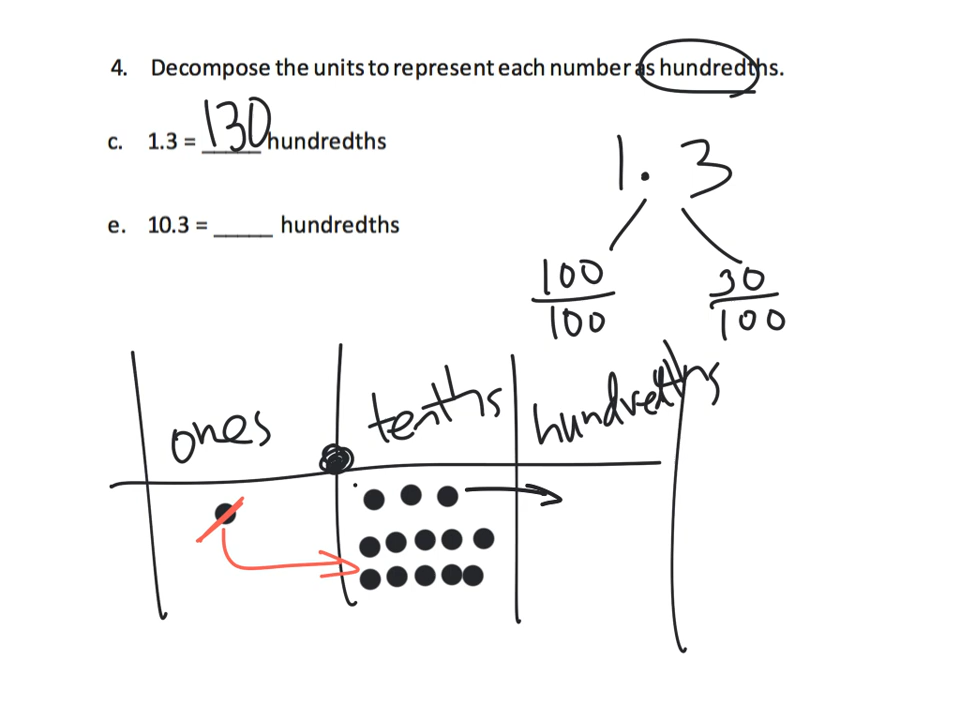 4. Decompose the units to represent each number as hundredths.
c. 1.3 = 130 hundredths
1.3
e. 10.3 = _____ hundredths
100/100 30/100
ones tenths hundredths